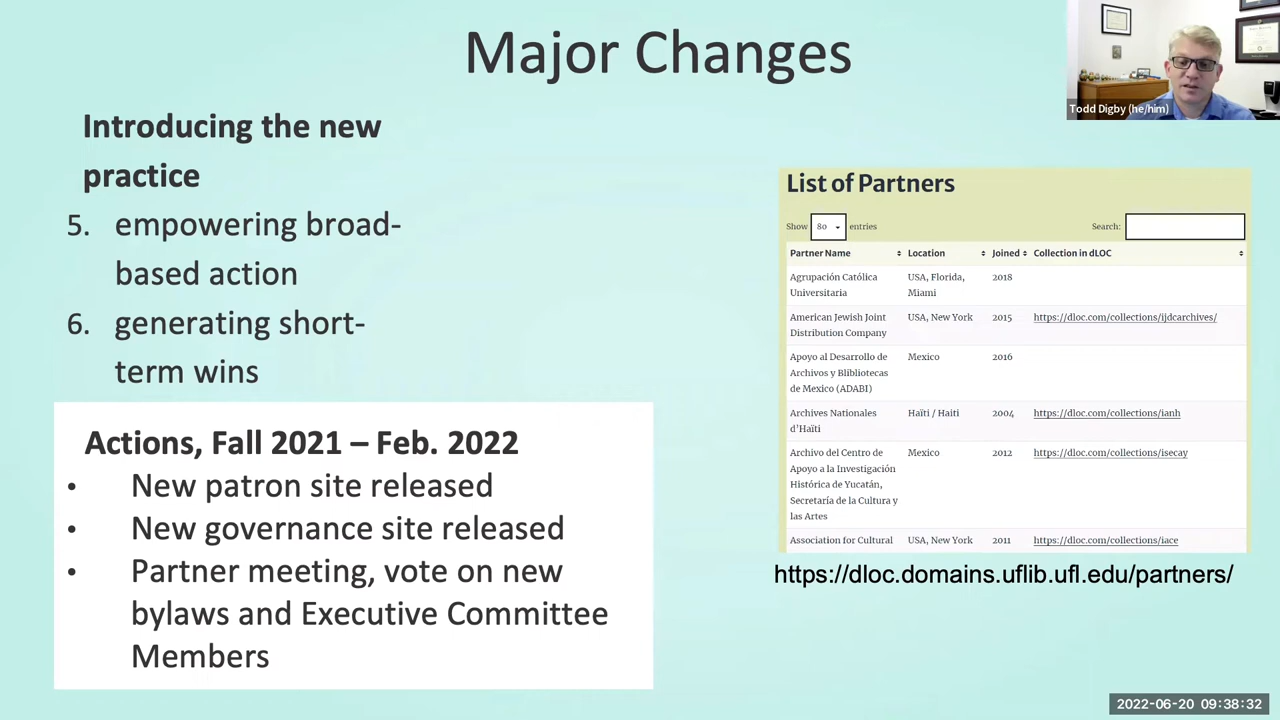 Major Changes
Todd Digby (he/him)
Introducing the new
practice
5. empowering broad-
based action
6. generating short-
term wins
Actions, Fall 2021 – Feb. 2022
• New patron site released
• New governance site released
• Partner meeting, vote on new
bylaws and Executive Committee
Members
List of Partners
Show 80 entries Search:
Partner Name Location Joined Collection in dLOC
Agrupación Católica USA, Florida, 2018
Universitaria Miami
American Jewish Joint USA, New York 2015 https://dloc.com/collections/ijdcarchives/
Distribution Company
Apoyo al Desarrollo de Mexico 2016
Archivos y Blibliotecas
de Mexico (ADABI)
Archives Nationales Haïti / Haiti 2004 https://dloc.com/collections/ianh
d'Haïti
Archivo del Centro de Mexico 2012 https://dloc.com/collections/isecay
Apoyo a la Investigación
Histórica de Yucatán,
Secretaría de la Cultura y
las Artes
Association for Cultural USA, New York 2011 https://dloc.com/collections/iace
https://dloc.domains.uflib.ufl.edu/partners/
2022-06-20 09:38:32